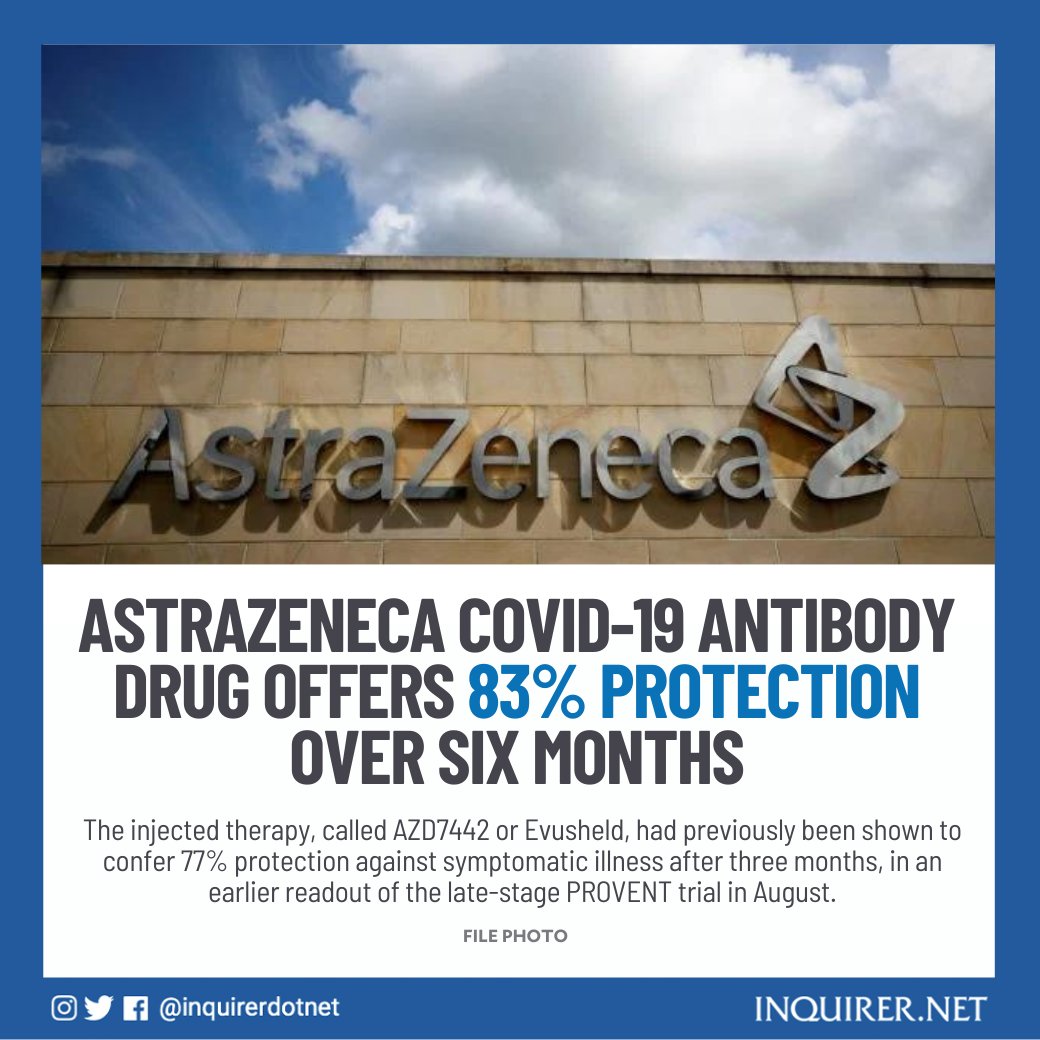 AstraZeneca
ASTRAZENECA COVID-19 ANTIBODY
DRUG OFFERS 83% PROTECTION
OVER SIX MONTHS
The injected therapy, called AZD7442 or Evusheld, had previously been shown to
confer 77% protection against symptomatic illness after three months, in an
earlier readout of the late-stage PROVENT trial in August.
FILE PHOTO
@inquirerdotnet
INQUIRER.NET